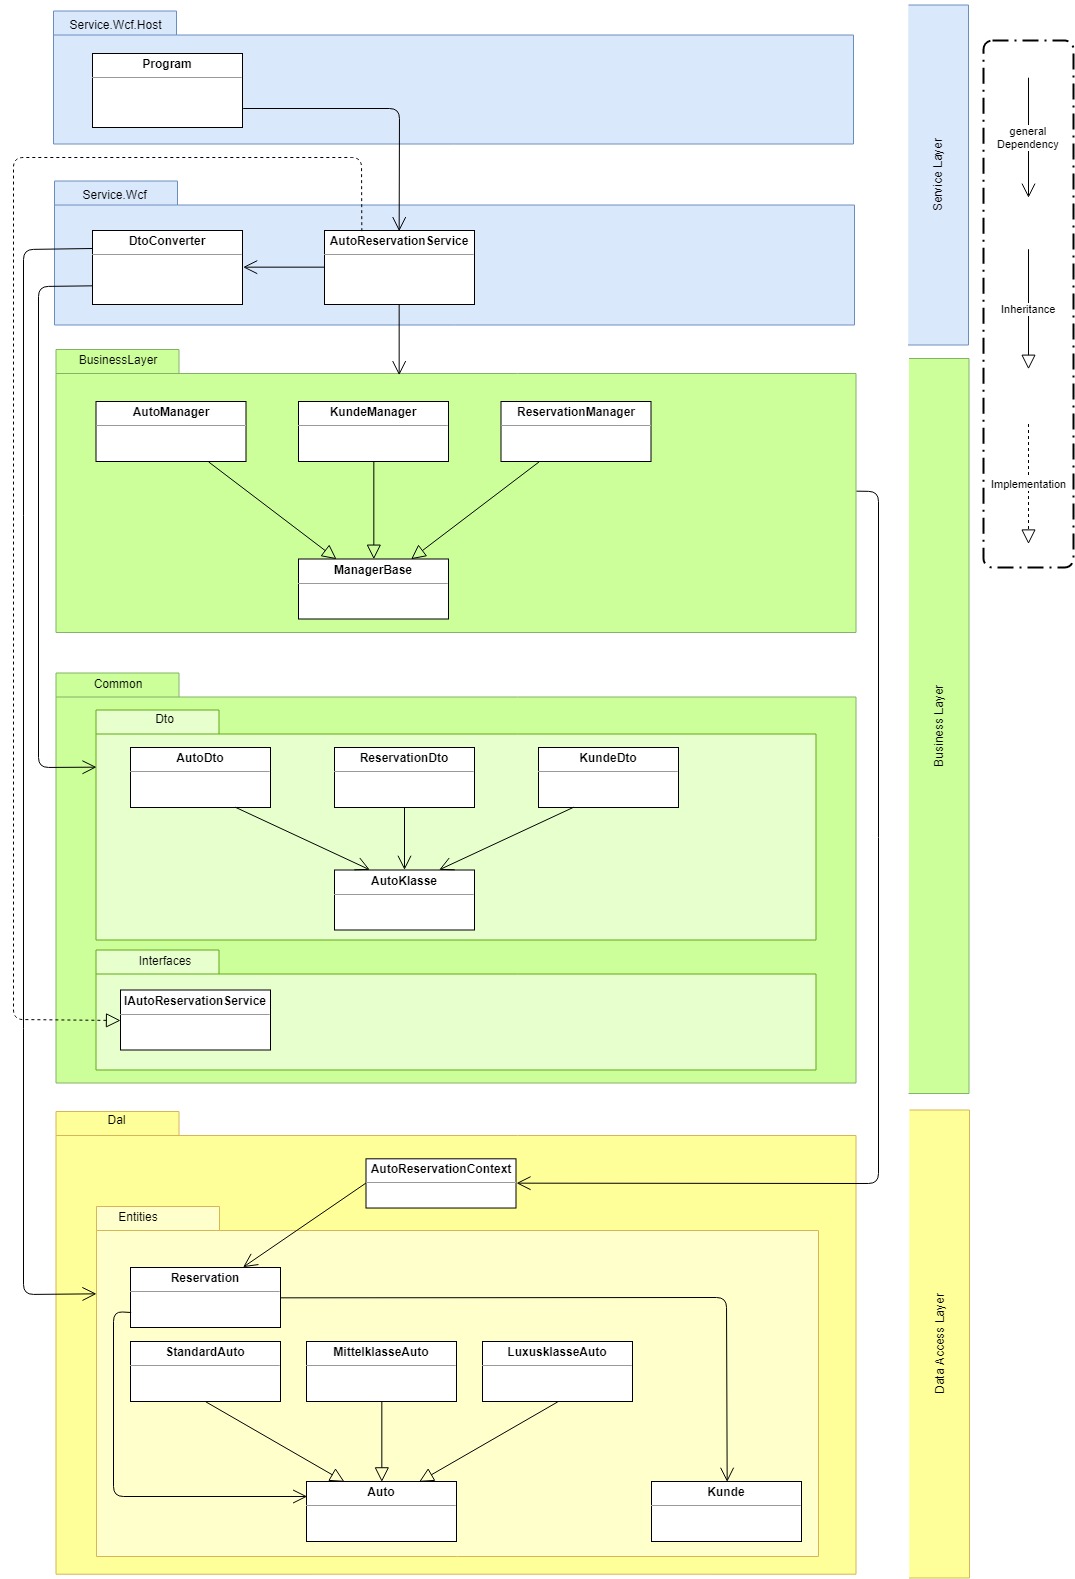 Service.Wcf.Host
Program
Service.Wcf
DtoConverter
AutoReservationService
BusinessLayer
AutoManager
KundeManager
ReservationManager
ManagerBase
Common
Dto
AutoDto
ReservationDto
KundeDto
AutoKlasse
Interfaces
IAutoReservationService
Dal
AutoReservationContext
Entities
Reservation
StandardAuto
MittelklasseAuto
LuxusklasseAuto
Auto
Kunde
Service Layer
Business Layer
Data Access Layer
general
Dependency
Inheritance
Implementation